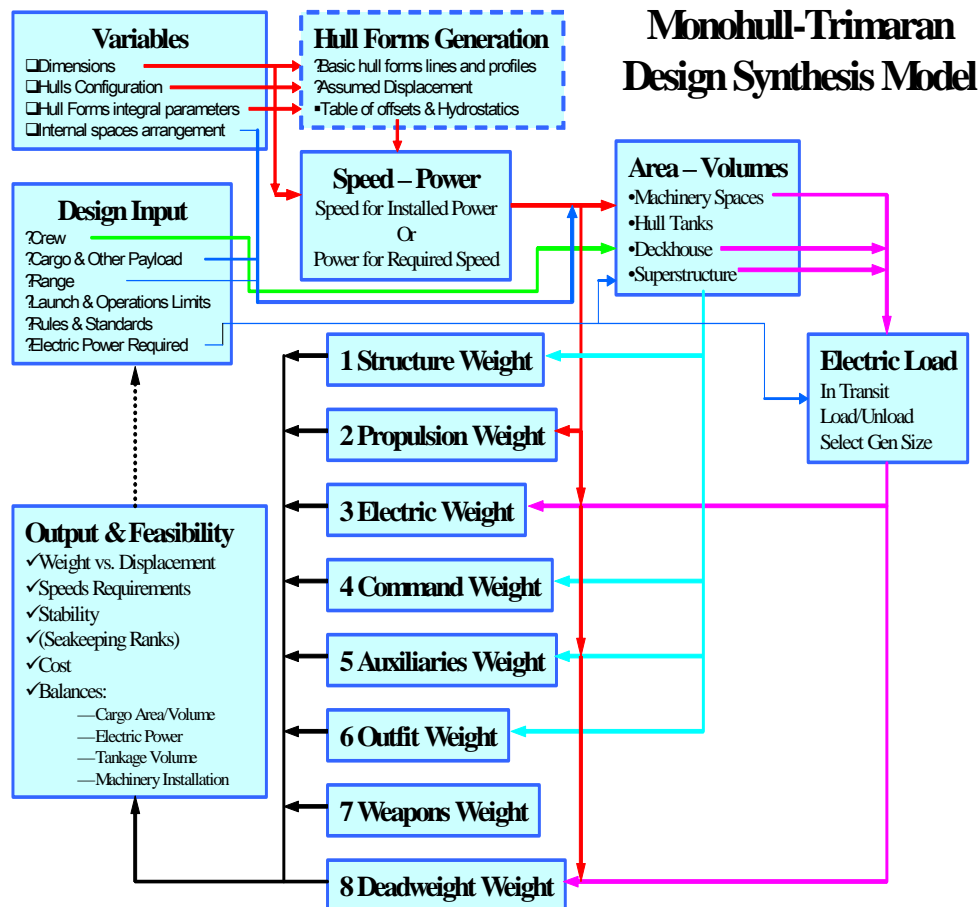 Monohull-Trimaran
Design Synthesis Model
Variables
❑Dimensions
❑Hulls Configuration
❑Hull Forms integral parameters
❑Internal spaces arrangement
Hull Forms Generation
?Basic hull forms lines and profiles
?Assumed Displacement
▪Table of offsets & Hydrostatics
Speed – Power
Speed for Installed Power
Or
Power for Required Speed
Area – Volumes
•Machinery Spaces
•Hull Tanks
•Deckhouse
•Superstructure
Design Input
?Crew
?Cargo & Other Payload
?Range
?Launch & Operations Limits
?Rules & Standards
?Electric Power Required
Electric Load
In Transit
Load/Unload
Select Gen Size
1 Structure Weight
2 Propulsion Weight
3 Electric Weight
4 Command Weight
5 Auxiliaries Weight
6 Outfit Weight
7 Weapons Weight
8 Deadweight Weight
Output & Feasibility
✓Weight vs. Displacement
✓Speeds Requirements
✓Stability
✓(Seakeeping Ranks)
✓Cost
✓Balances:
—Cargo Area/Volume
—Electric Power
—Tankage Volume
—Machinery Installation